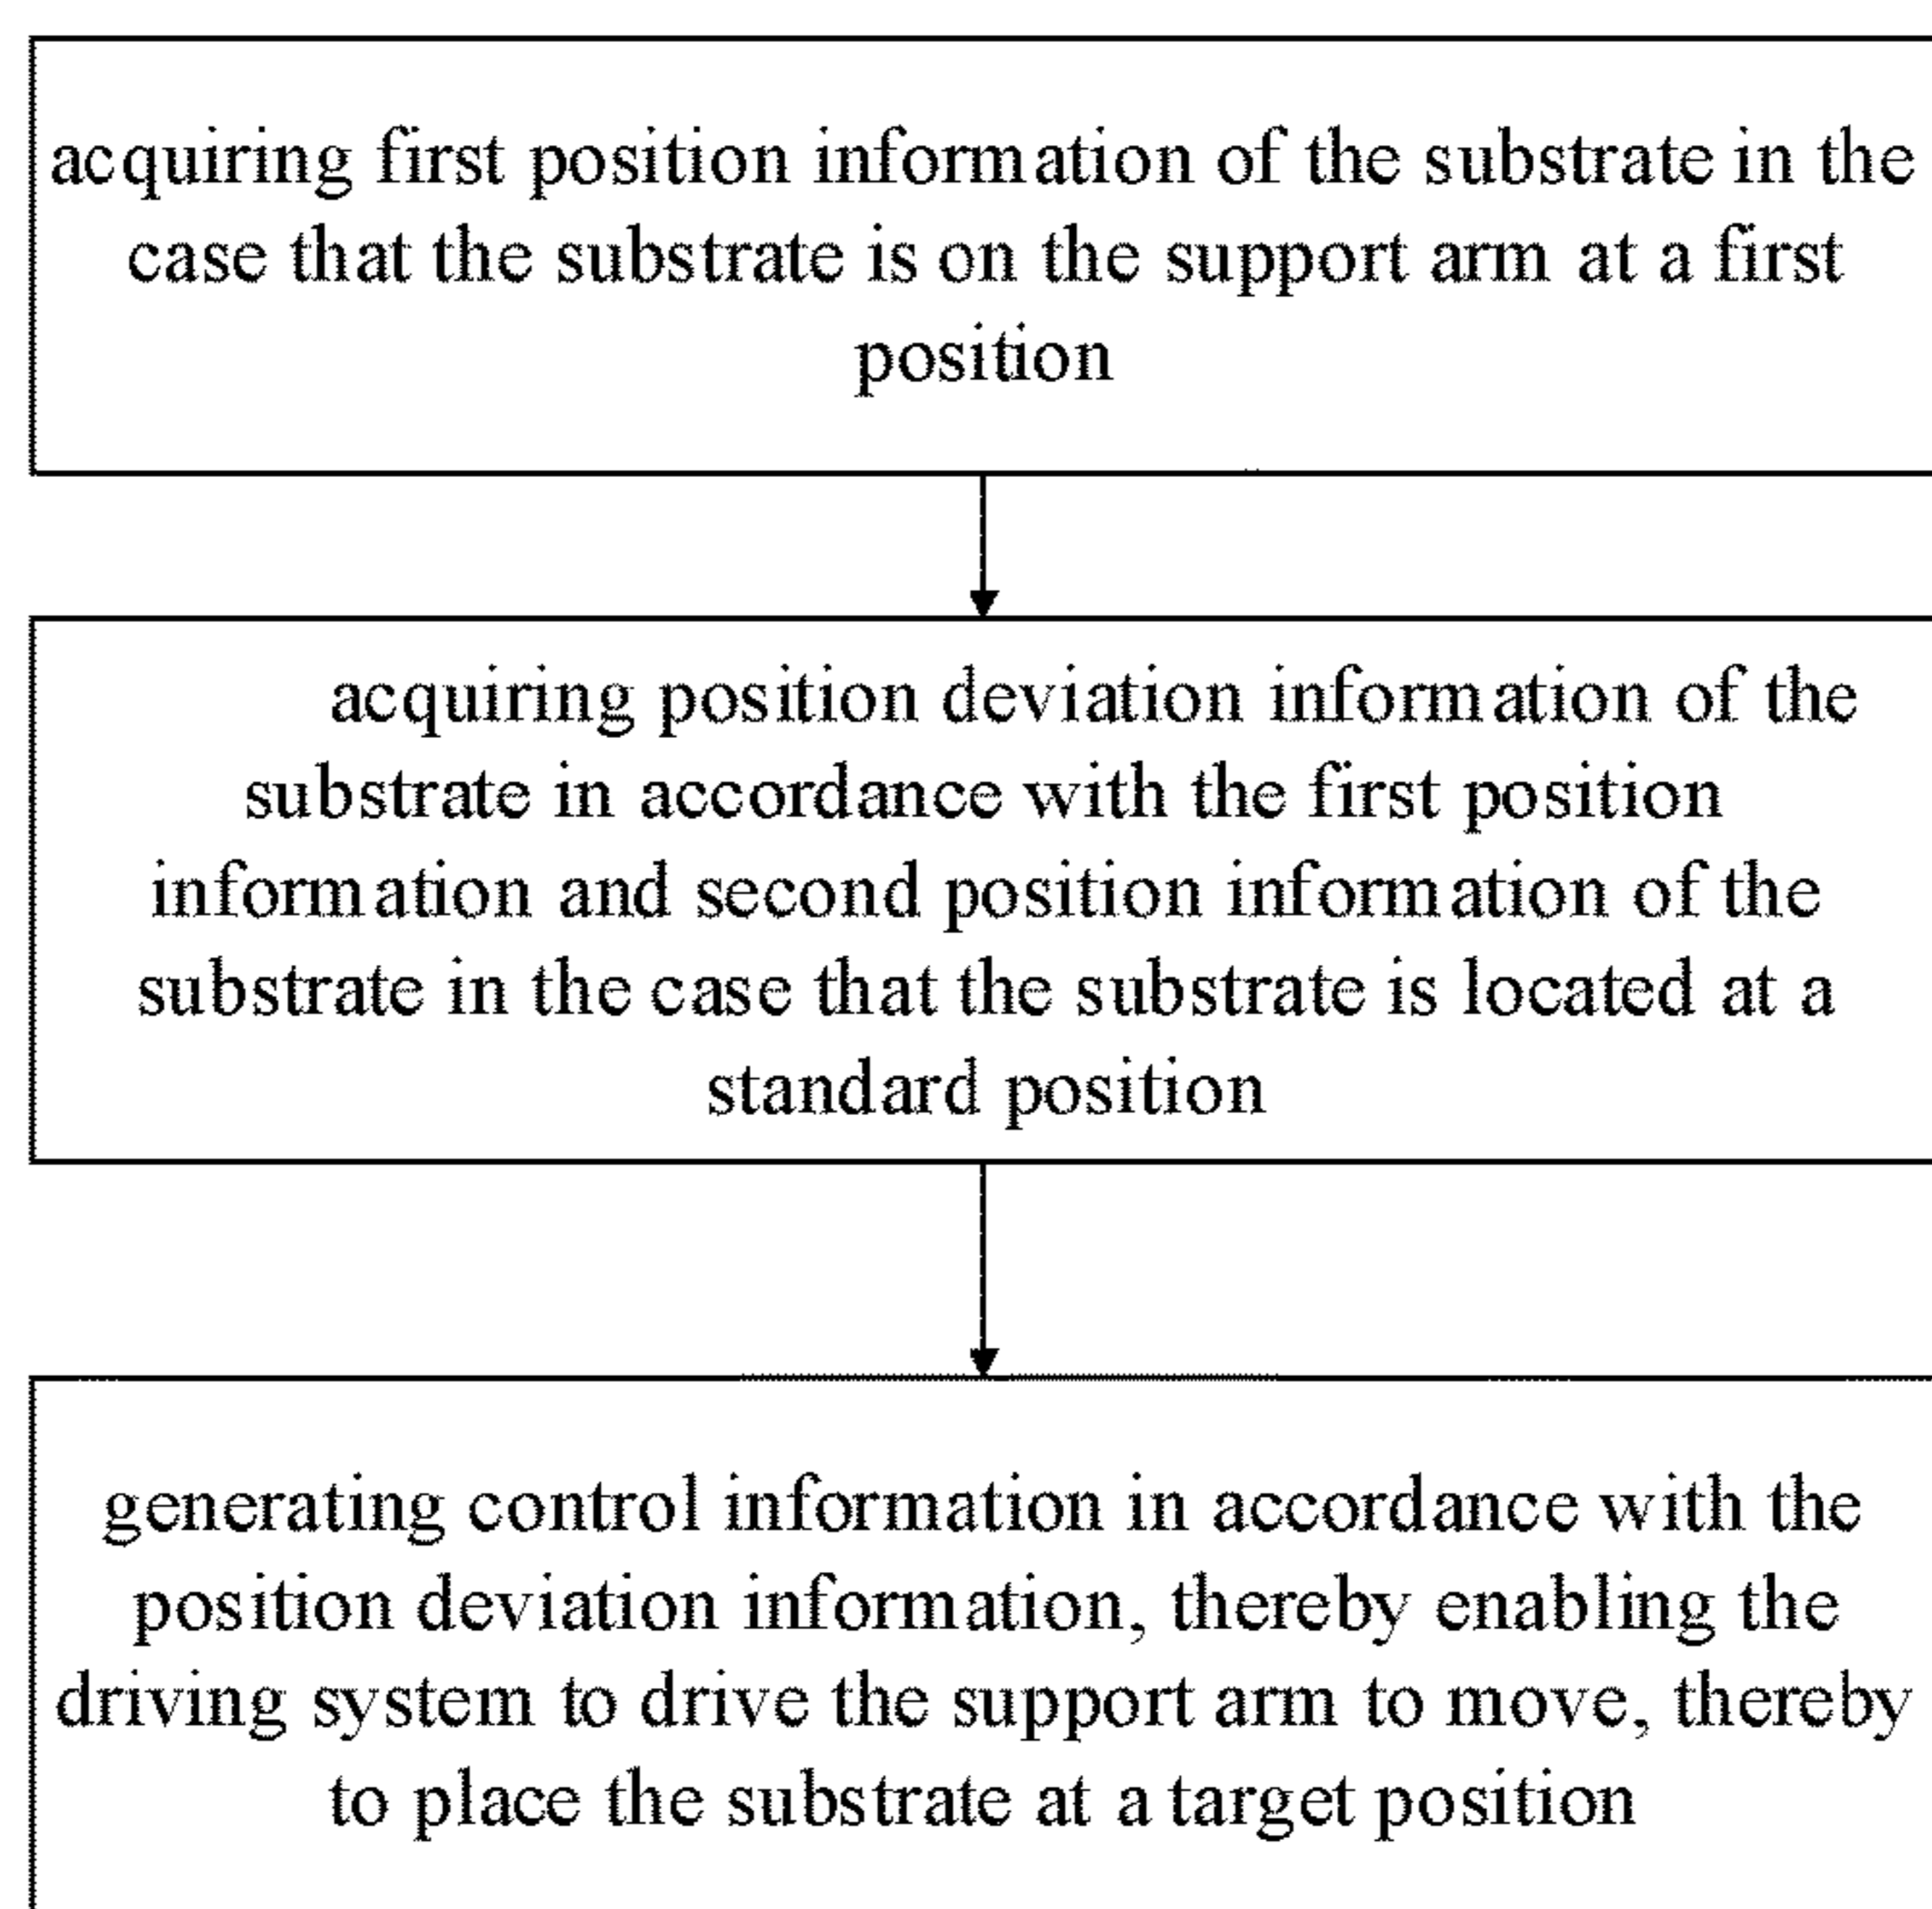 acquiring first position information of the substrate in the
case that the substrate is on the support arm at a first
position
acquiring position deviation information of the
substrate in accordance with the first position
information and second position information of the
substrate in the case that the substrate is located at a
standard position
generating control information in accordance with the
position deviation information, thereby enabling the
driving system to drive the support arm to move, thereby
to place the substrate at a target position